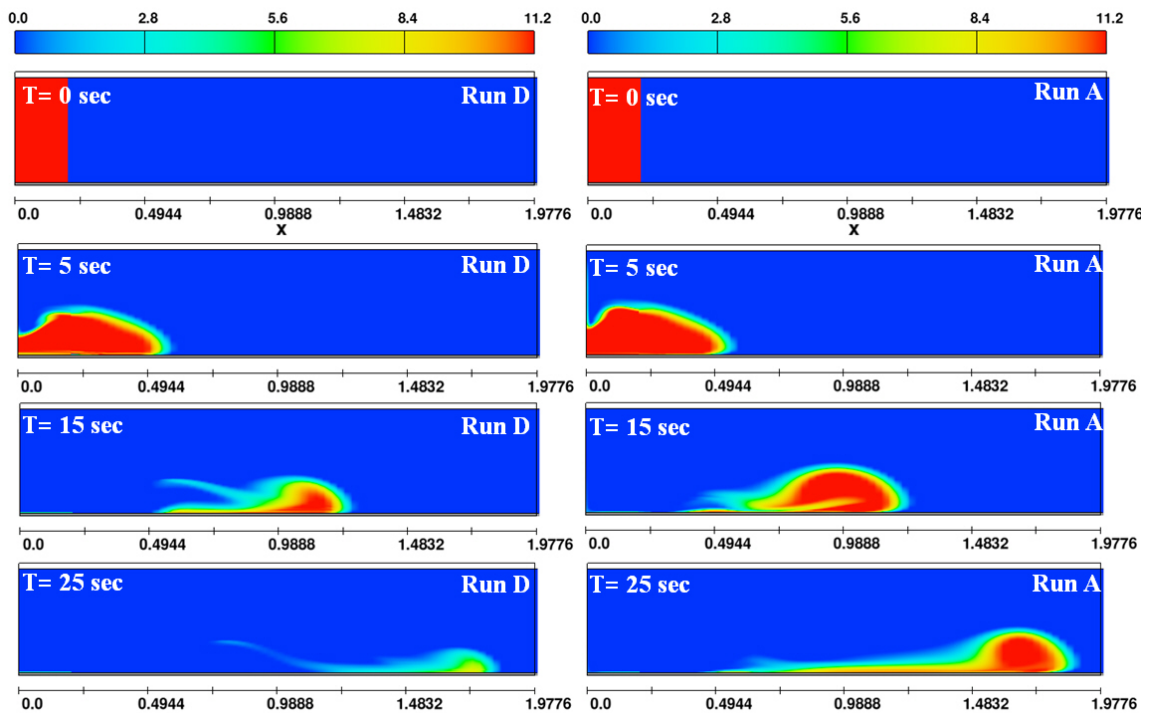 0.0 2.8 5.6 8.4 11.2 0.0 2.8 5.6 8.4 11.2
T= 0 sec Run D T= 0 sec Run A
0.0 0.4944 0.9888 1.4832 1.9776 0.0 0.4944 0.9888 1.4832 1.9776
x x
T= 5 sec Run D T= 5 sec Run A
0.0 0.4944 0.9888 1.4832 1.9776 0.0 0.4944 0.9888 1.4832 1.9776
T= 15 sec Run D T= 15 sec Run A
0.0 0.4944 0.9888 1.4832 1.9776 0.0 0.4944 0.9888 1.4832 1.9776
T= 25 sec Run D T= 25 sec Run A
0.0 0.4944 0.9888 1.4832 1.9776 0.0 0.4944 0.9888 1.4832 1.9776